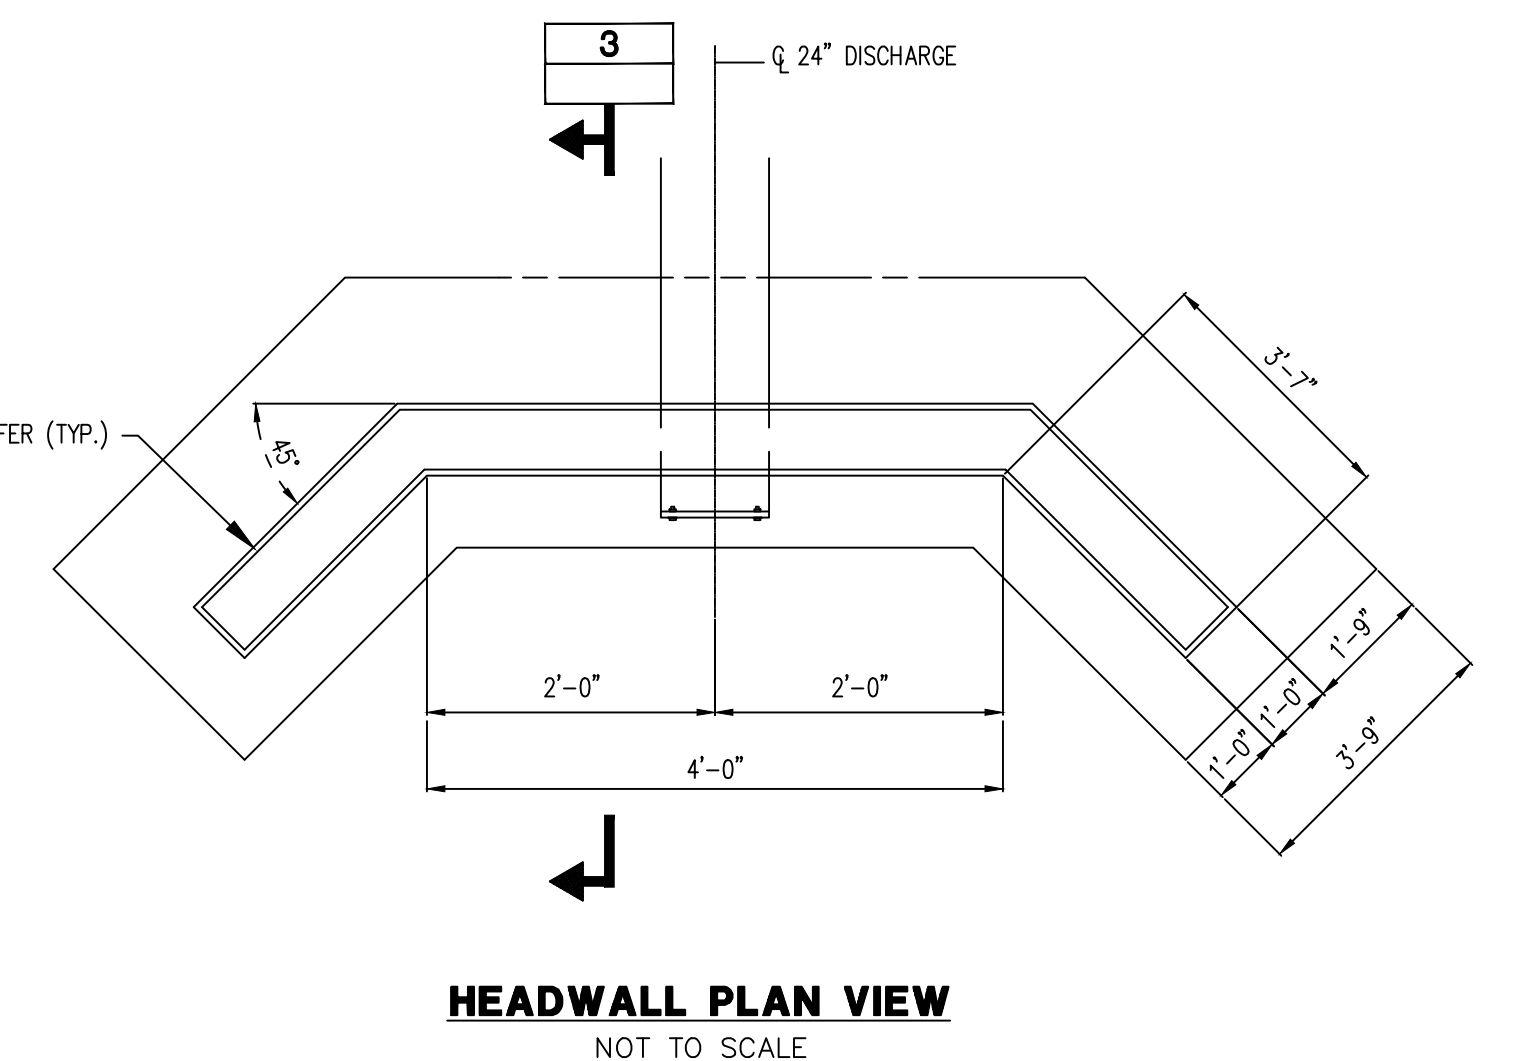 3
℄ 24” DISCHARGE
3’-7”
FER (TYP.)
45°
1’-9”
2’-0” 2’-0”
1’-0”
1’-0”
3’-9”
4’-0”
HEADWALL PLAN VIEW
NOT TO SCALE